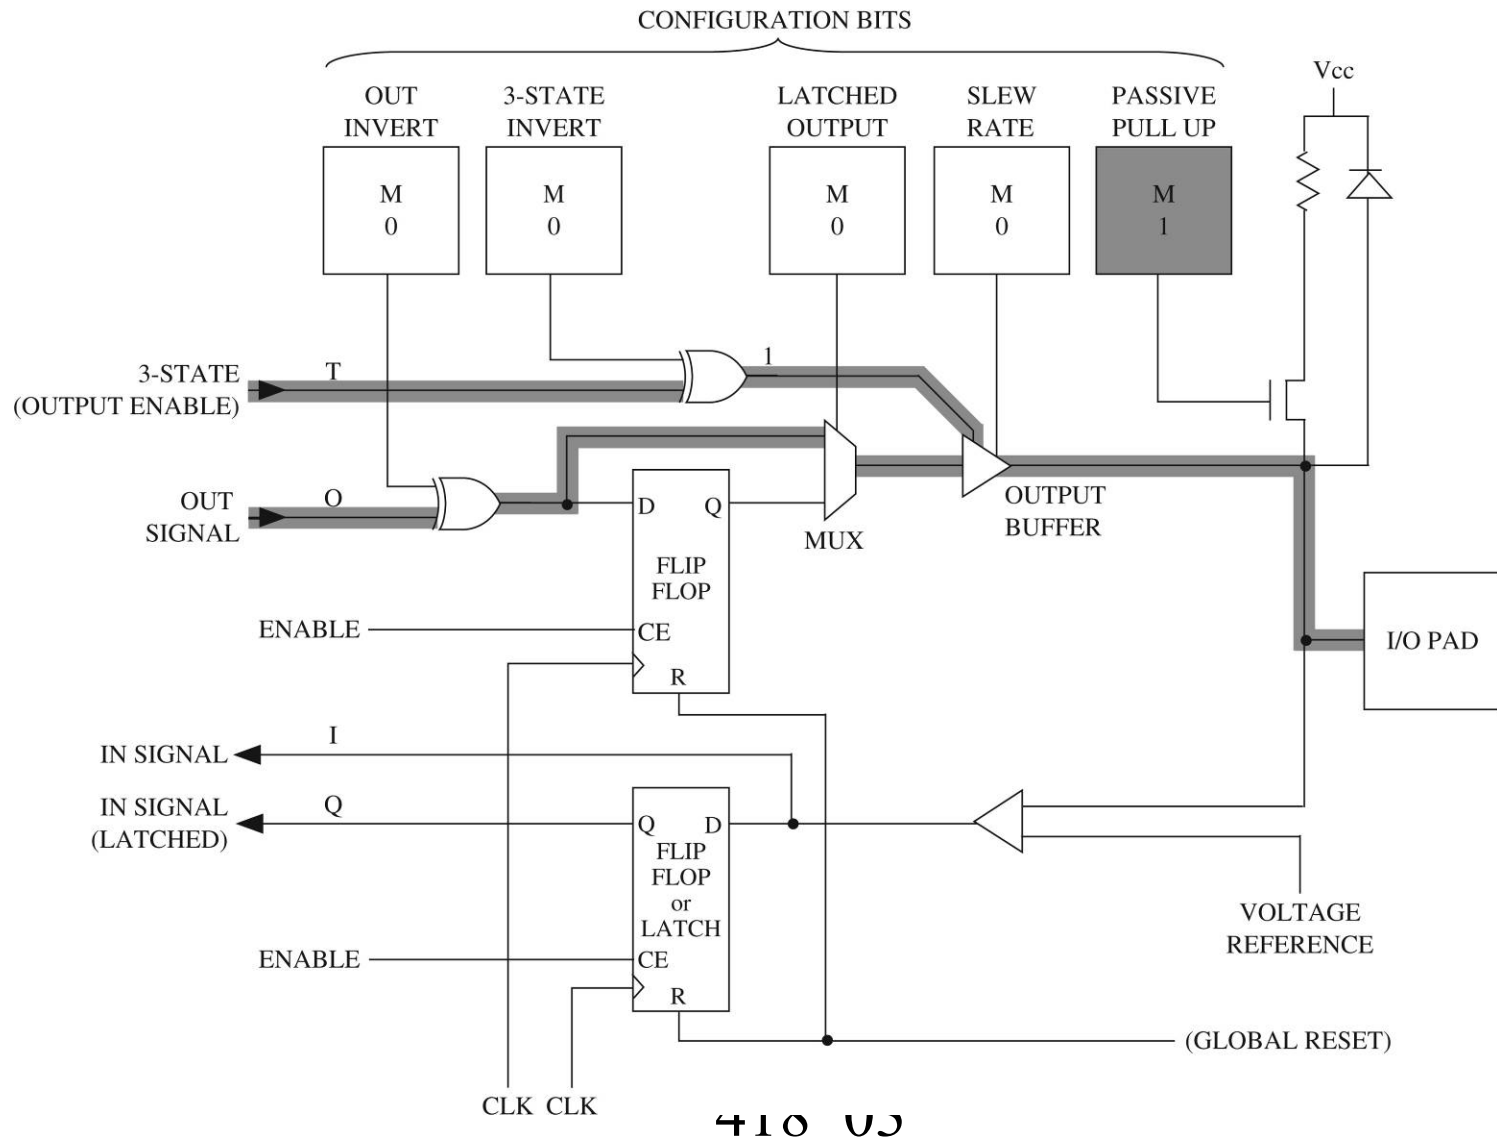 CONFIGURATION BITS
Vcc
OUT
INVERT
3-STATE
INVERT
LATCHED
OUTPUT
SLEW
RATE
PASSIVE
PULL UP
M
0
M
0
M
0
M
0
M
1
3-STATE
(OUTPUT ENABLE)
T
1
OUT
SIGNAL
O
D
Q
FLIP
FLOP
CE
R
MUX
OUTPUT
BUFFER
ENABLE
I/O PAD
IN SIGNAL
I
IN SIGNAL
(LATCHED)
Q
Q
D
FLIP
FLOP
or
LATCH
CE
R
ENABLE
VOLTAGE
REFERENCE
(GLOBAL RESET)
CLK
CLK